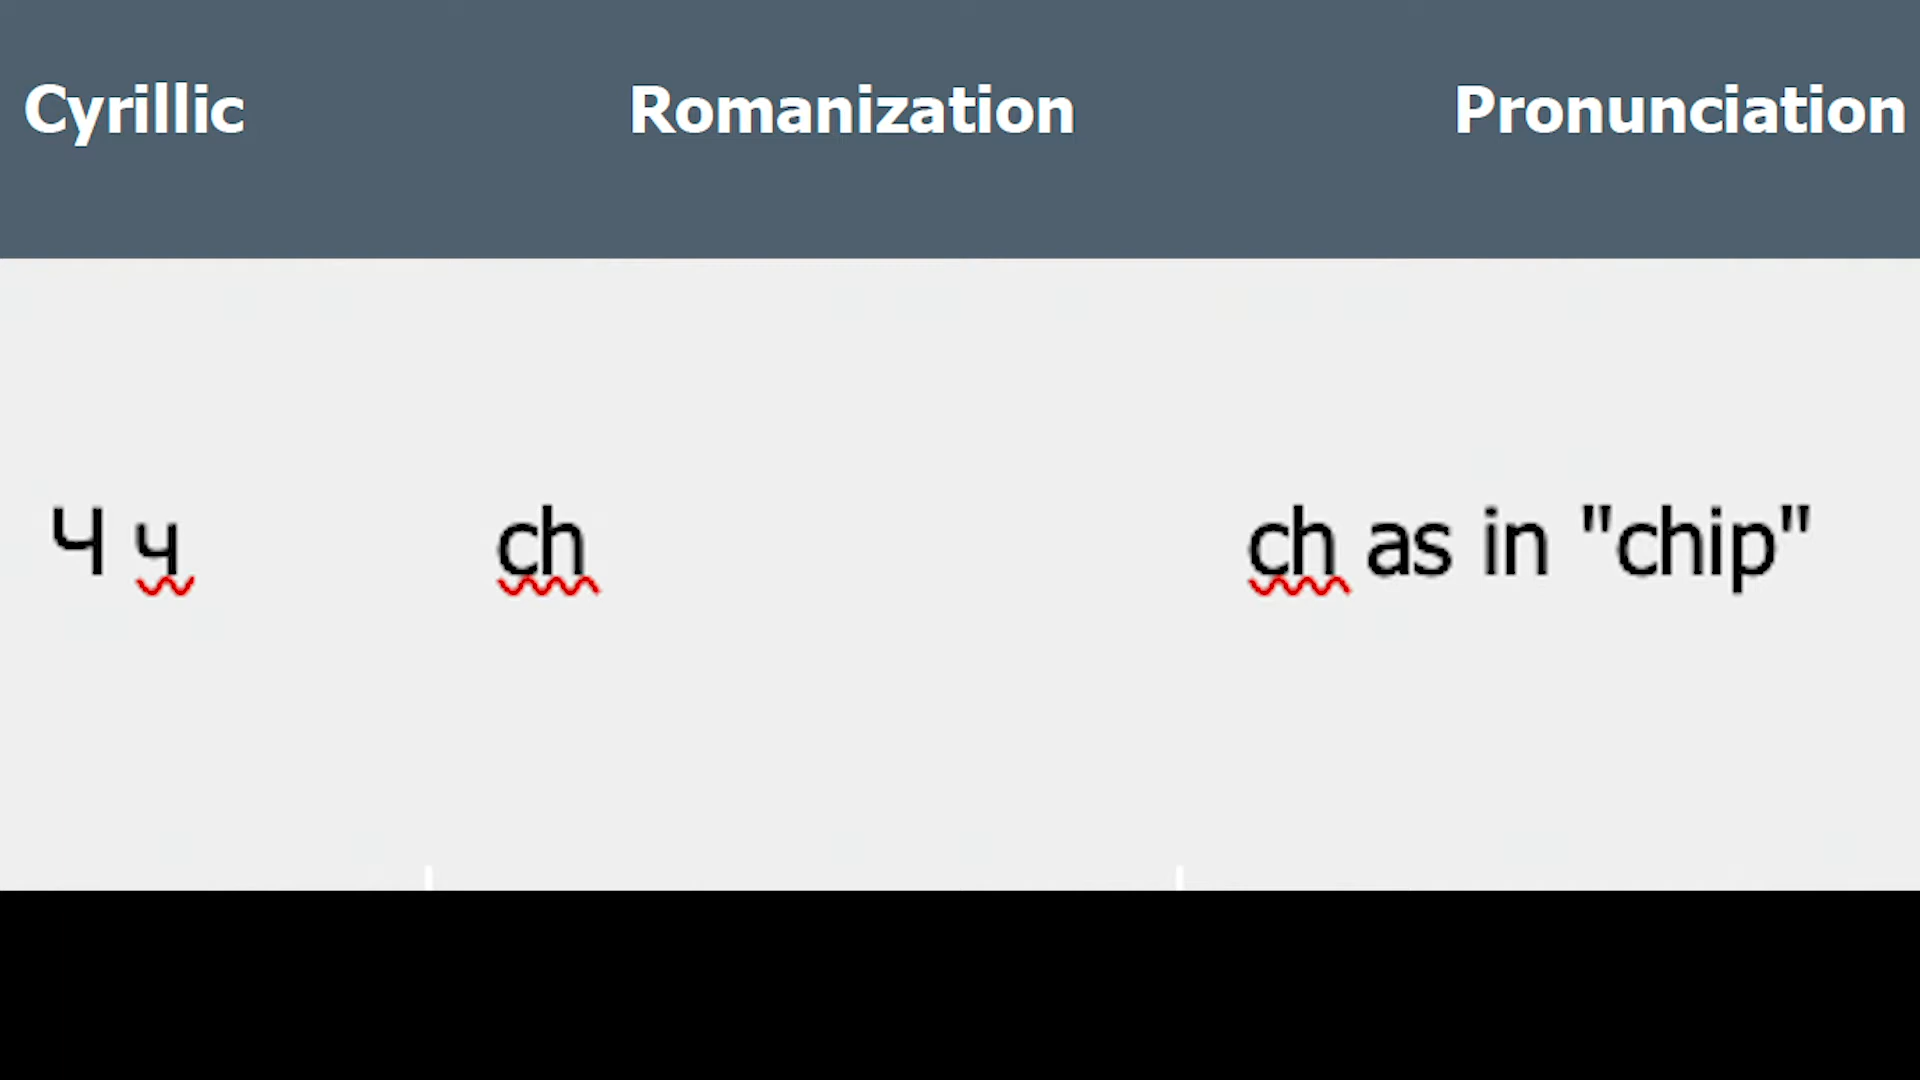 Cyrillic Romanization Pronunciation
Ч ч ch ch as in "chip"